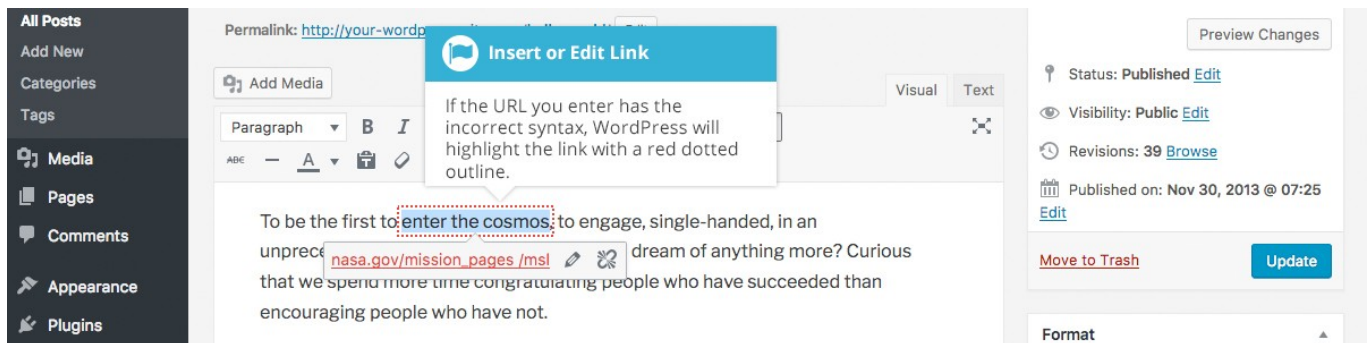 All Posts
Add New
Categories
Tags
Media
Pages
Comments
Appearance
Plugins
Permalink: http://your-wordp
Add Media
Visual Text
Paragraph B I
ABE A
Insert or Edit Link
If the URL you enter has the
incorrect syntax, WordPress will
highlight the link with a red dotted
outline.
To be the first to enter the cosmos, to engage, single-handed, in an
unprece dream of anything more? Curious
nasa.gov/mission_pages /msl
that we spend more time congratulating people who have succeeded than
encouraging people who have not.
Preview Changes
Status: Published Edit
Visibility: Public Edit
Revisions: 39 Browse
Published on: Nov 30, 2013 @ 07:25
Edit
Move to Trash Update
Format